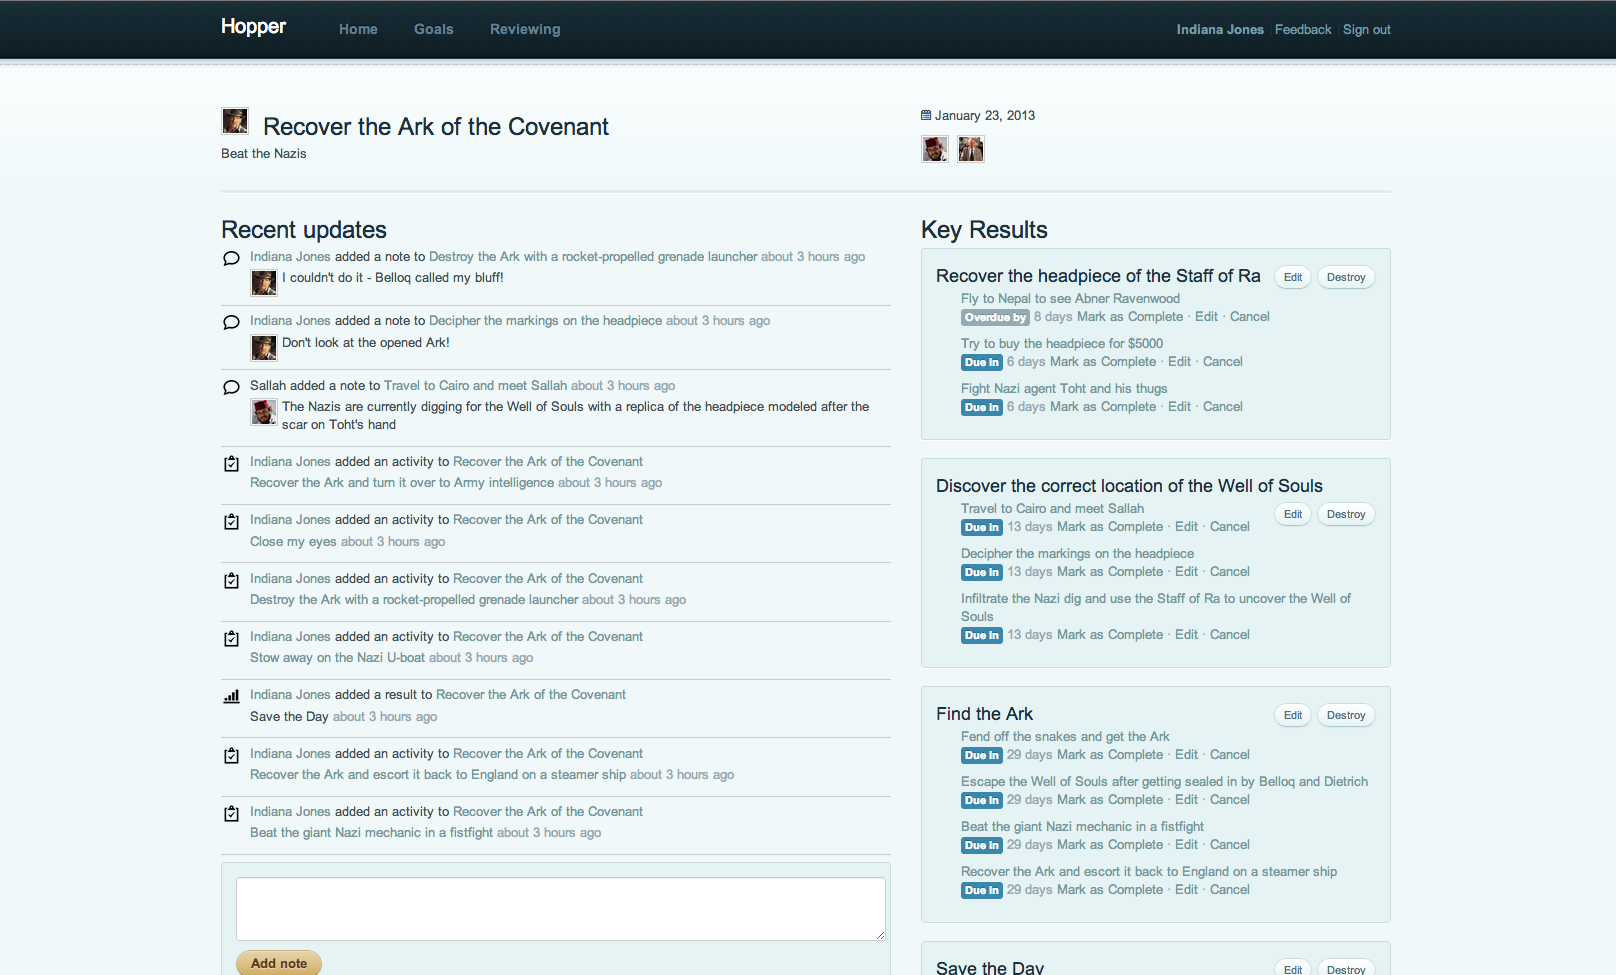 Hopper Home Goals Reviewing Indiana Jones Feedback Sign out
Recover the Ark of the Covenant
Beat the Nazis
January 23, 2013
Recent updates
Indiana Jones added a note to Destroy the Ark with a rocket-propelled grenade launcher about 3 hours ago
I couldn't do it - Belloq called my bluff!
Indiana Jones added a note to Decipher the markings on the headpiece about 3 hours ago
Don't look at the opened Ark!
Sallah added a note to Travel to Cairo and meet Sallah about 3 hours ago
The Nazis are currently digging for the Well of Souls with a replica of the headpiece modeled after the
scar on Toht's hand
Indiana Jones added an activity to Recover the Ark of the Covenant
Recover the Ark and turn it over to Army intelligence about 3 hours ago
Indiana Jones added an activity to Recover the Ark of the Covenant
Close my eyes about 3 hours ago
Indiana Jones added an activity to Recover the Ark of the Covenant
Destroy the Ark with a rocket-propelled grenade launcher about 3 hours ago
Indiana Jones added an activity to Recover the Ark of the Covenant
Stow away on the Nazi U-boat about 3 hours ago
Indiana Jones added a result to Recover the Ark of the Covenant
Save the Day about 3 hours ago
Indiana Jones added an activity to Recover the Ark of the Covenant
Recover the Ark and escort it back to England on a steamer ship about 3 hours ago
Indiana Jones added an activity to Recover the Ark of the Covenant
Beat the giant Nazi mechanic in a fistfight about 3 hours ago
Add note
Key Results
Recover the headpiece of the Staff of Ra Edit Destroy
Fly to Nepal to see Abner Ravenwood
Overdue by 8 days Mark as Complete · Edit · Cancel
Try to buy the headpiece for $5000
Due in 6 days Mark as Complete · Edit · Cancel
Fight Nazi agent Toht and his thugs
Due in 6 days Mark as Complete · Edit · Cancel
Discover the correct location of the Well of Souls
Edit Destroy
Travel to Cairo and meet Sallah
Due in 13 days Mark as Complete · Edit · Cancel
Decipher the markings on the headpiece
Due in 13 days Mark as Complete · Edit · Cancel
Infiltrate the Nazi dig and use the Staff of Ra to uncover the Well of
Souls
Due in 13 days Mark as Complete · Edit · Cancel
Find the Ark Edit Destroy
Fend off the snakes and get the Ark
Due in 29 days Mark as Complete · Edit · Cancel
Escape the Well of Souls after getting sealed in by Belloq and Dietrich
Due in 29 days Mark as Complete · Edit · Cancel
Beat the giant Nazi mechanic in a fistfight
Due in 29 days Mark as Complete · Edit · Cancel
Recover the Ark and escort it back to England on a steamer ship
Due in 29 days Mark as Complete · Edit · Cancel
Save the Day Edit Destroy